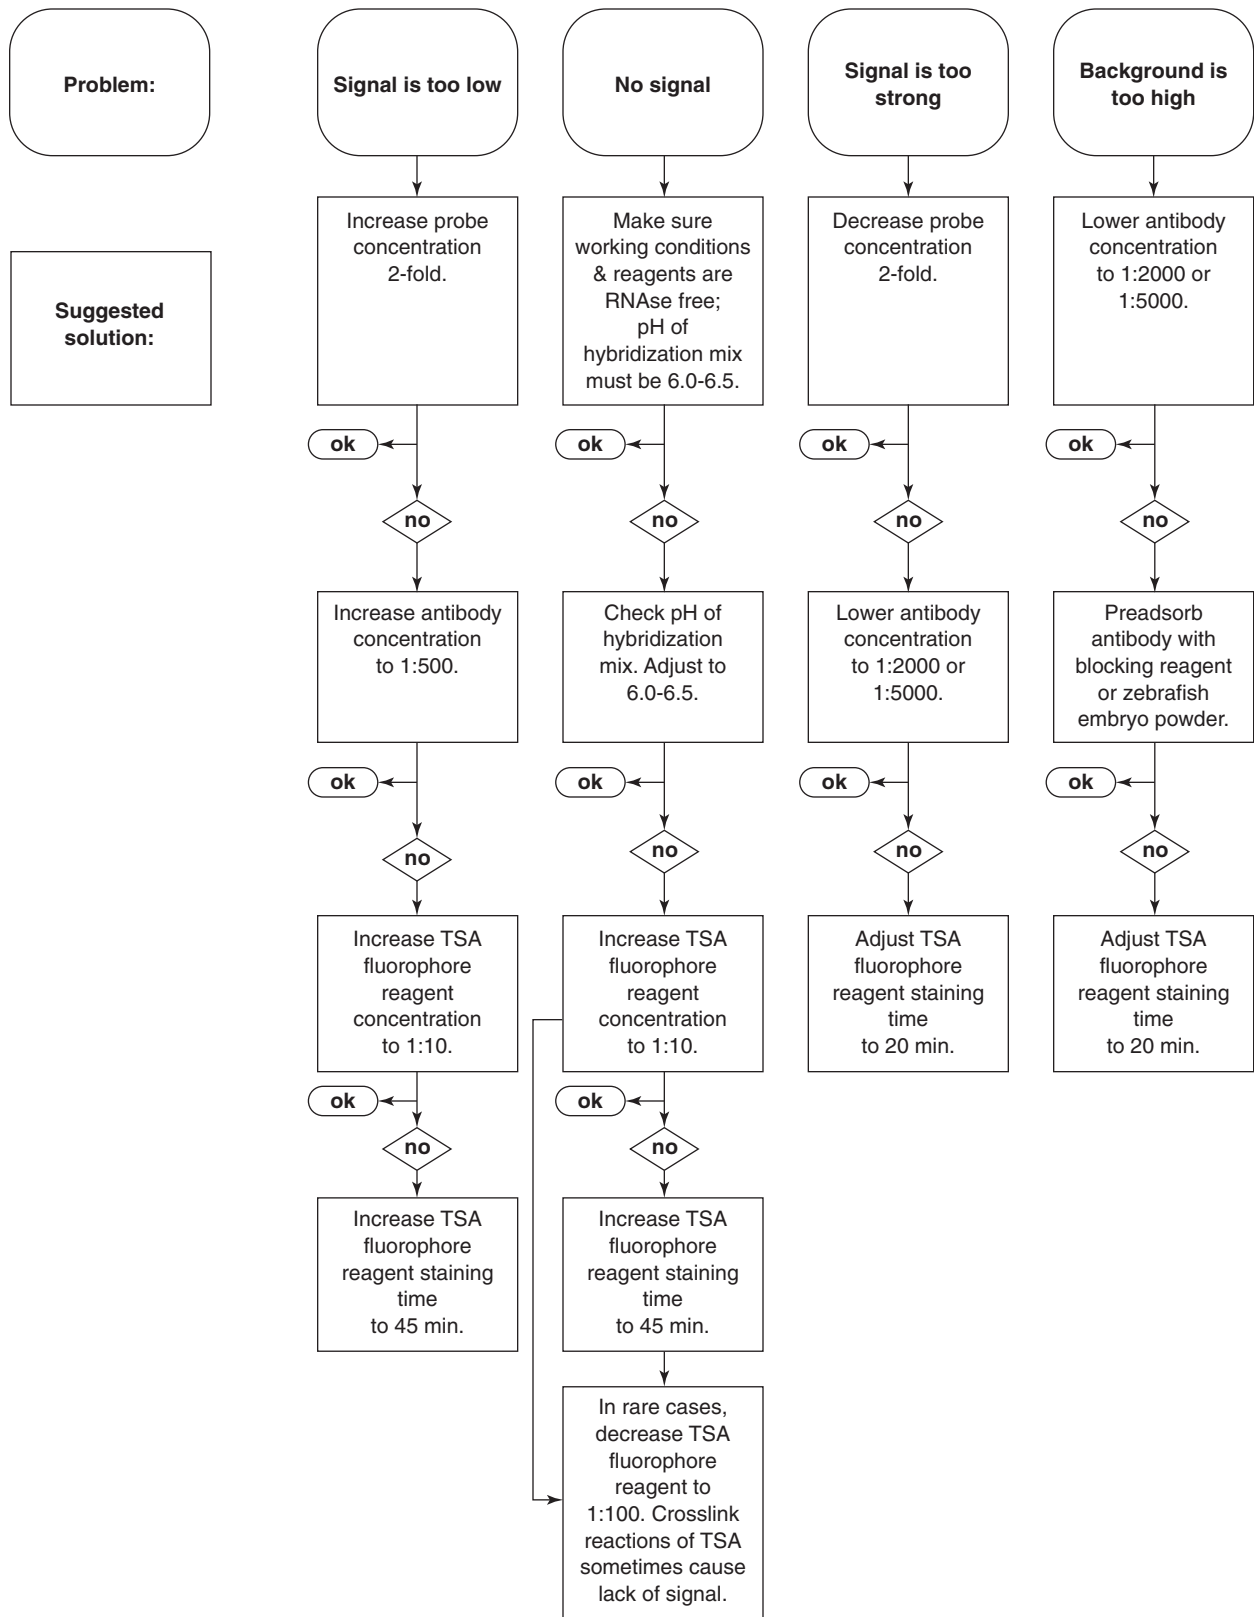 Problem:
Signal is too low
No signal
Signal is too
strong
Background is
too high
Suggested
solution:
Increase probe
concentration
2-fold.
Make sure
working conditions
& reagents are
RNAse free;
pH of
hybridization mix
must be 6.0-6.5.
Decrease probe
concentration
2-fold.
Lower antibody
concentration
to 1:2000 or
1:5000.
ok
ok
ok
ok
no
no
no
no
Increase antibody
concentration
to 1:500.
Check pH of
hybridization
mix. Adjust to
6.0-6.5.
Lower antibody
concentration
to 1:2000 or
1:5000.
Preadsorb
antibody with
blocking reagent
or zebrafish
embryo powder.
ok
ok
ok
ok
no
no
no
no
Increase TSA
fluorophore
reagent
concentration
to 1:10.
Increase TSA
fluorophore
reagent
concentration
to 1:10.
Adjust TSA
fluorophore
reagent staining
time
to 20 min.
Adjust TSA
fluorophore
reagent staining
time
to 20 min.
ok
ok
no
no
Increase TSA
fluorophore
reagent staining
time
to 45 min.
Increase TSA
fluorophore
reagent staining
time
to 45 min.
In rare cases,
decrease TSA
fluorophore
reagent to
1:100. Crosslink
reactions of TSA
sometimes cause
lack of signal.